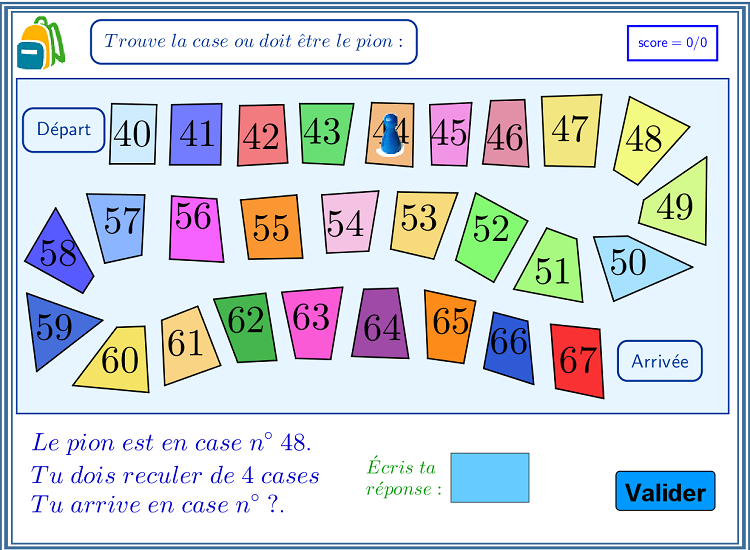 Trouve la case ou doit être le pion :
score = 0/0
Départ 40 41 42 43 44 45 46 47 48
49
58 57 56 55 54 53 52 51 50
59 60 61 62 63 64 65 66 67 Arrivée
Le pion est en case n° 48.
Tu dois reculer de 4 cases
Tu arrive en case n° ?.
Écris ta
réponse :
Valider